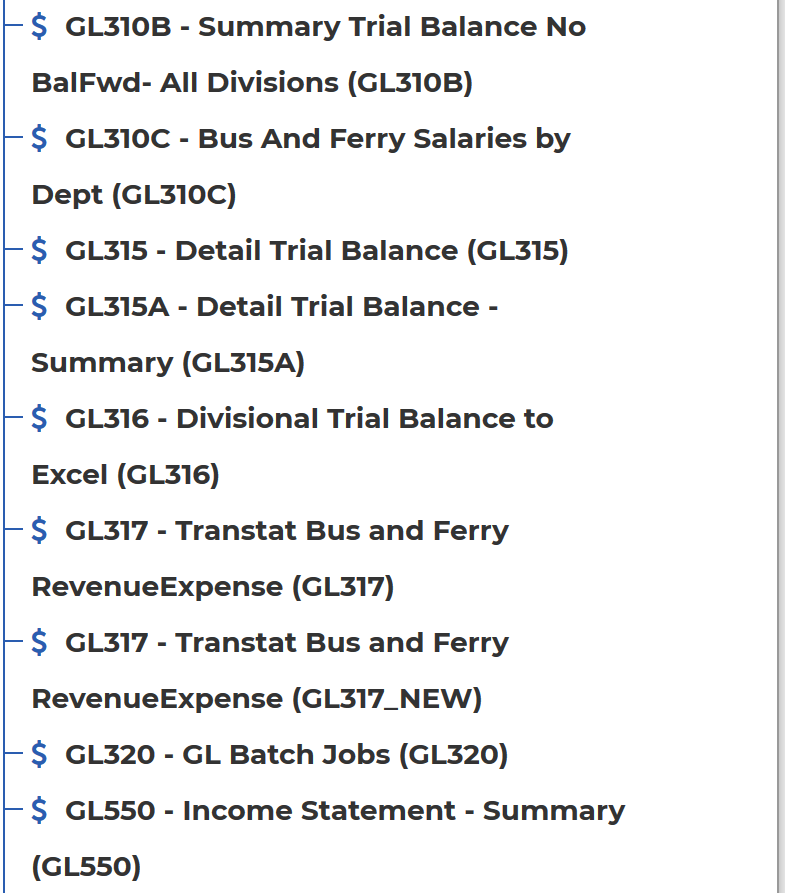 $ GL310B - Summary Trial Balance No
BalFwd- All Divisions (GL310B)
$ GL310C - Bus And Ferry Salaries by
Dept (GL310C)
$ GL315 - Detail Trial Balance (GL315)
$ GL315A - Detail Trial Balance -
Summary (GL315A)
$ GL316 - Divisional Trial Balance to
Excel (GL316)
$ GL317 - Transtat Bus and Ferry
RevenueExpense (GL317)
$ GL317 - Transtat Bus and Ferry
RevenueExpense (GL317_NEW)
$ GL320 - GL Batch Jobs (GL320)
$ GL550 - Income Statement - Summary
(GL550)